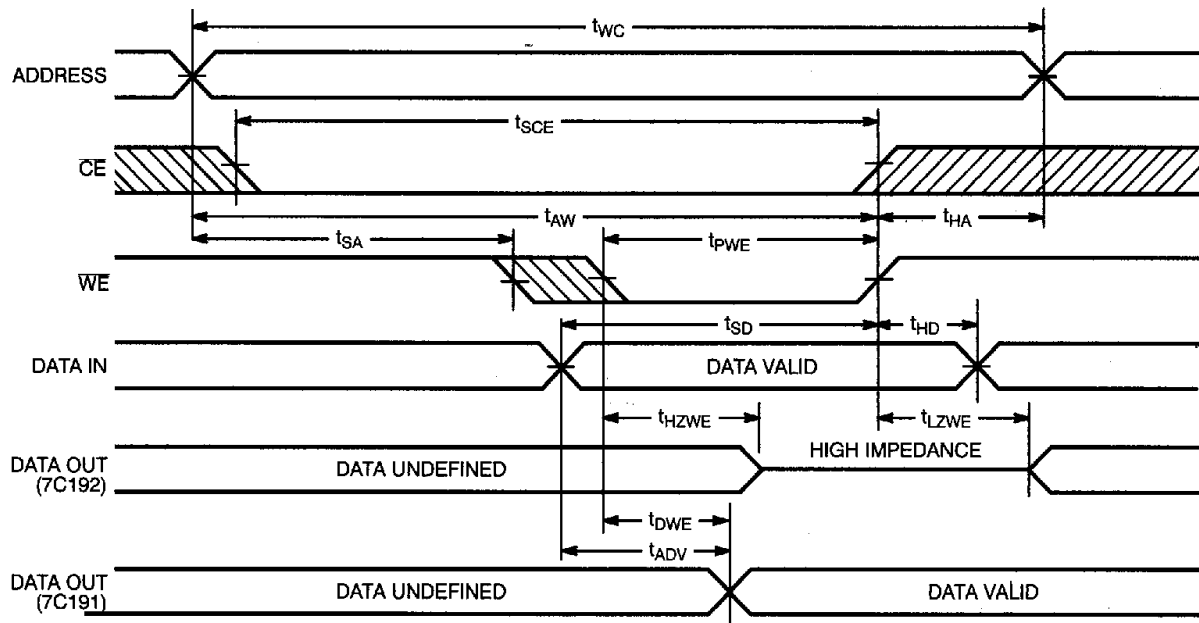 tWC
ADDRESS
tSCE
CE
tAW
tHA
tSA
tPWE
WE
tSD
tHD
DATA IN
DATA VALID
tHZWE
tLZWE
HIGH IMPEDANCE
DATA OUT
(7C192)
DATA UNDEFINED
tDWE
tADV
DATA OUT
(7C191)
DATA UNDEFINED
DATA VALID